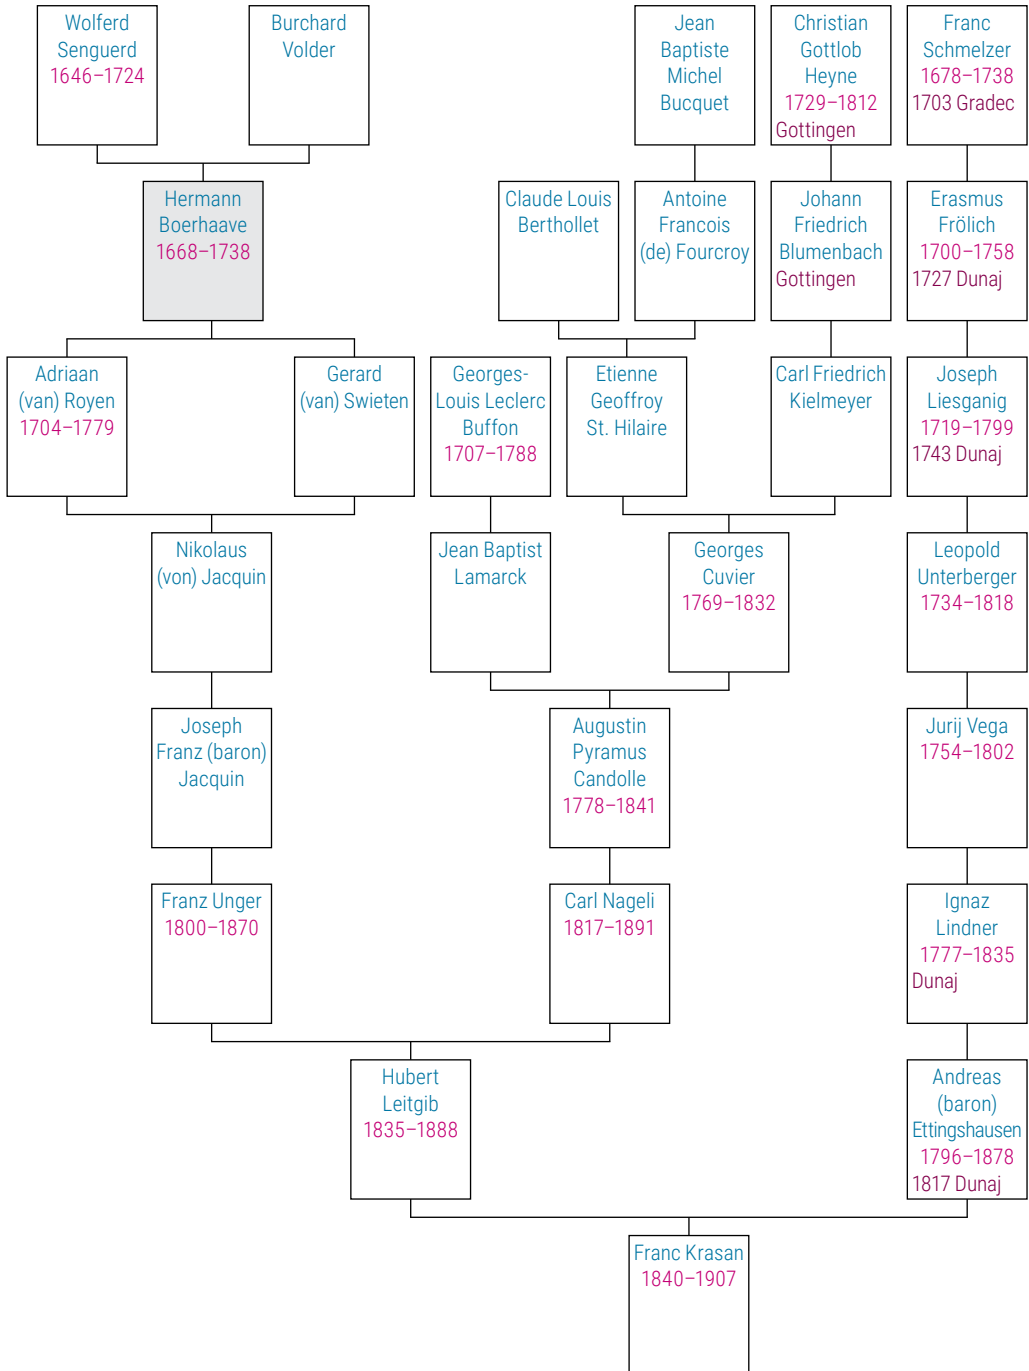 Wolferd
Senguerd
1646–1724
Burchard
Volder
Jean
Baptiste
Michel
Bucquet
Christian
Gottlob
Heyne
1729–1812
Gottingen
Franc
Schmelzer
1678–1738
1703 Gradec
Hermann
Boerhaave
1668–1738
Claude Louis
Berthollet
Antoine
Francois
(de) Fourcroy
Johann
Friedrich
Blumenbach
Gottingen
Erasmus
Frölich
1700–1758
1727 Dunaj
Adriaan
(van) Royen
1704–1779
Gerard
(van) Swieten
Georges-
Louis Leclerc
Buffon
1707–1788
Etienne
Geoffroy
St. Hilaire
Carl Friedrich
Kielmeyer
Joseph
Liesganig
1719–1799
1743 Dunaj
Nikolaus
(von) Jacquin
Jean Baptist
Lamarck
Georges
Cuvier
1769–1832
Leopold
Unterberger
1734–1818
Joseph
Franz (baron)
Jacquin
Augustin
Pyramus
Candolle
1778–1841
Jurij Vega
1754–1802
Franz Unger
1800–1870
Carl Nageli
1817–1891
Ignaz
Lindner
1777–1835
Dunaj
Hubert
Leitgib
1835–1888
Andreas
(baron)
Ettingshausen
1796–1878
1817 Dunaj
Franc Krasan
1840–1907